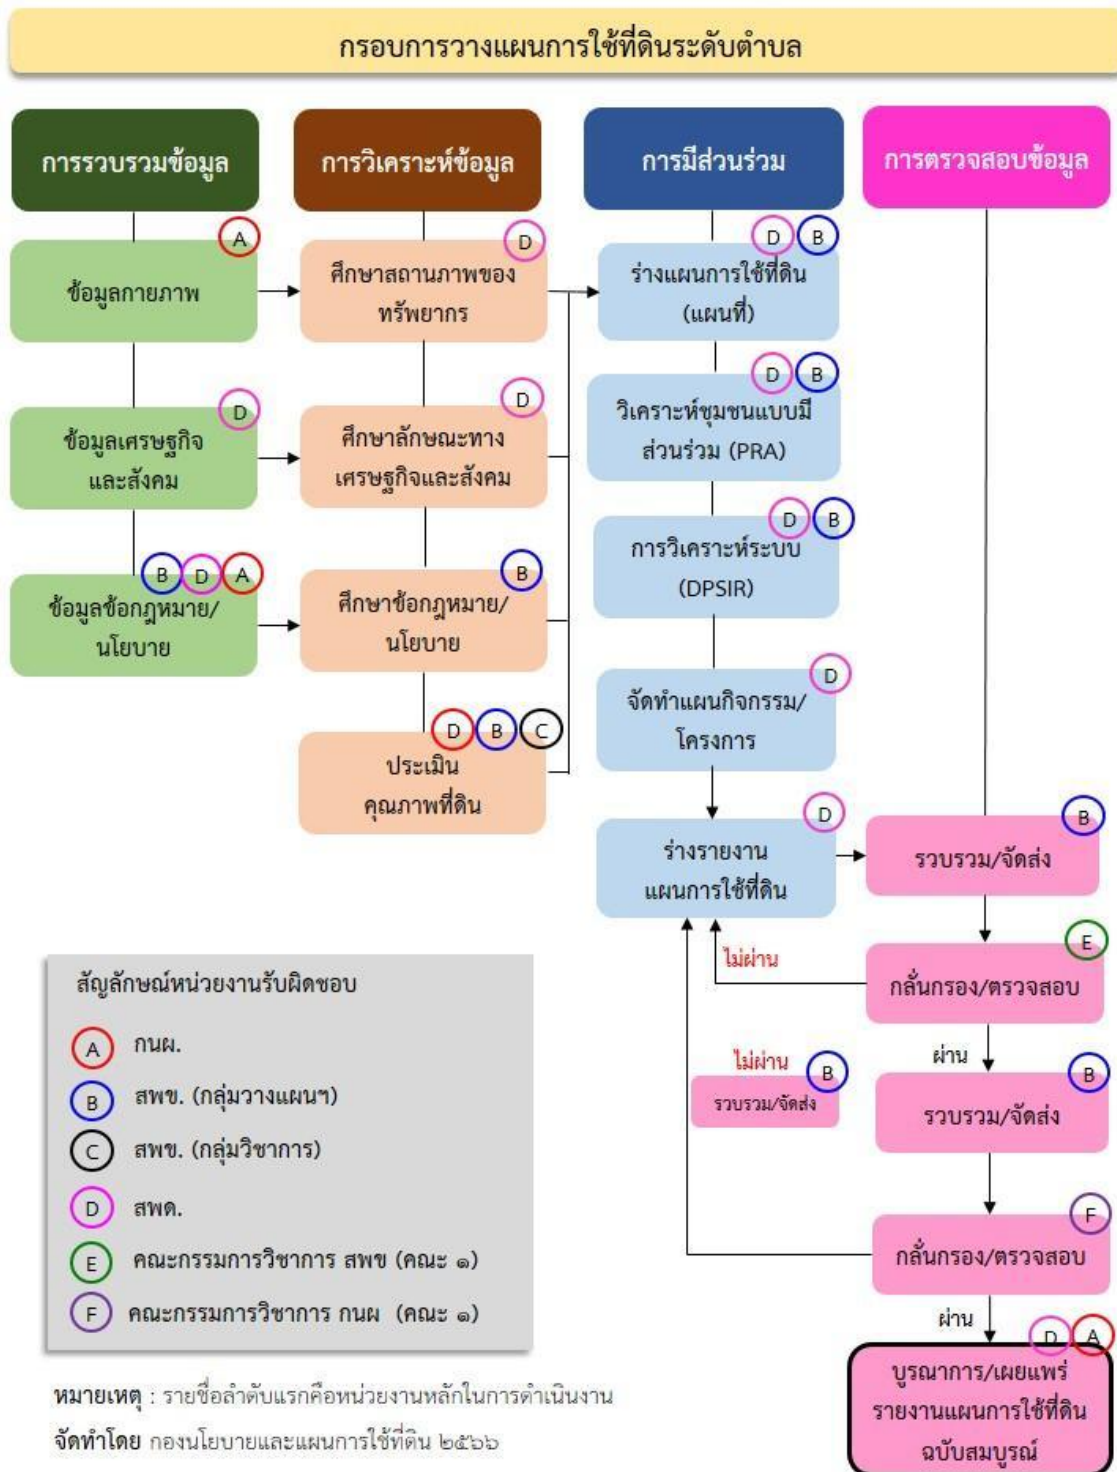 กรอบการวางแผนการใช้ที่ดินระดับตำบล
การรวบรวมข้อมูล
A
ข้อมูลกายภาพ
D
ข้อมูลเศรษฐกิจ
และสังคม
B D A
ข้อมูลข้อกฎหมาย/
นโยบาย
การวิเคราะห์ข้อมูล
D
ศึกษาสถานภาพของ
ทรัพยากร
D
ศึกษาลักษณะทาง
เศรษฐกิจและสังคม
B
ศึกษาข้อกฎหมาย/
นโยบาย
D B C
ประเมิน
คุณภาพที่ดิน
การมีส่วนร่วม
D B
ร่างแผนการใช้ที่ดิน
(แผนที่)
D B
วิเคราะห์ชุมชนแบบมี
ส่วนร่วม (PRA)
D B
การวิเคราะห์ระบบ
(DPSIR)
D
จัดทำแผนกิจกรรม/
โครงการ
D
ร่างรายงาน
แผนการใช้ที่ดิน
การตรวจสอบข้อมูล
B
รวบรวม/จัดส่ง
E
กลั่นกรอง/ตรวจสอบ
ไม่ผ่าน
ผ่าน
B
รวบรวม/จัดส่ง
ไม่ผ่าน
B
รวบรวม/จัดส่ง
F
กลั่นกรอง/ตรวจสอบ
ผ่าน
D A
บูรณาการ/เผยแพร่
รายงานแผนการใช้ที่ดิน
ฉบับสมบูรณ์
สัญลักษณ์หน่วยงานรับผิดชอบ
A กนผ.
B สพข. (กลุ่มวางแผนฯ)
C สพข. (กลุ่มวิชาการ)
D สพด.
E คณะกรรมการวิชาการ สพข (คณะ ๑)
F คณะกรรมการวิชาการ กนผ (คณะ ๑)
หมายเหตุ : รายชื่อลำดับแรกคือหน่วยงานหลักในการดำเนินงาน
จัดทำโดย กองนโยบายและแผนการใช้ที่ดิน ๒๕๖๖